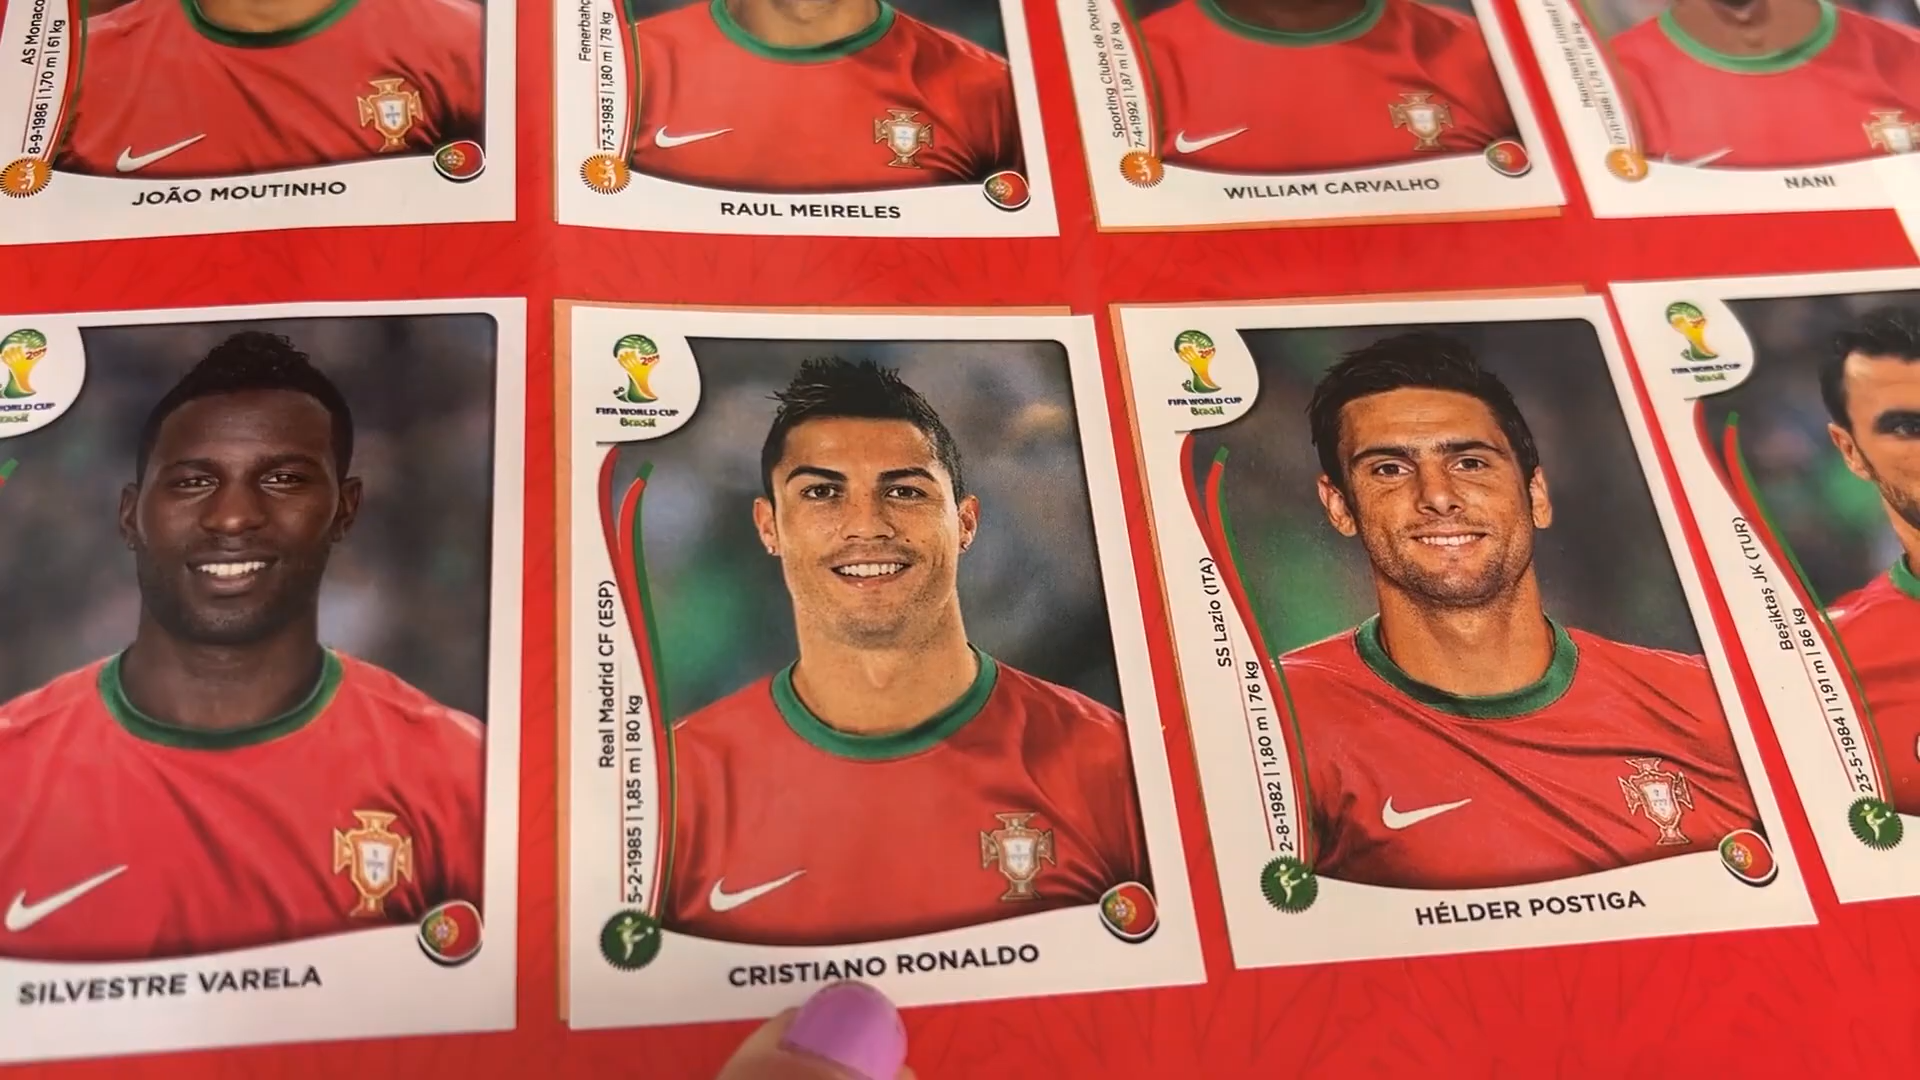 AS Monaco
8-9-1986 | 1,70 m | 61 kg
JOÃO MOUTINHO
17-3-1983 | 1,80 m | 78 kg
RAUL MEIRELES
Sporting Clube de
7-4-1992 | 1,87 m | 87 kg
WILLIAM CARVALHO
Manchester United
NANI
WORLD CUP
Brasil
SILVESTRE VARELA
2014
FIFA WORLD CUP
Brasil
Real Madrid CF (ESP)
5-2-1985 | 1,85 m | 80 kg
CRISTIANO RONALDO
2014
FIFA WORLD CUP
Brasil
SS Lazio (ITA)
2-8-1982 | 1,80 m | 76 kg
HÉLDER POSTIGA
2014
FIFA WORLD CUP
Brasil
Beşiktaş JK (TUR)
23-5-1984 | 1,91 m | 86 kg